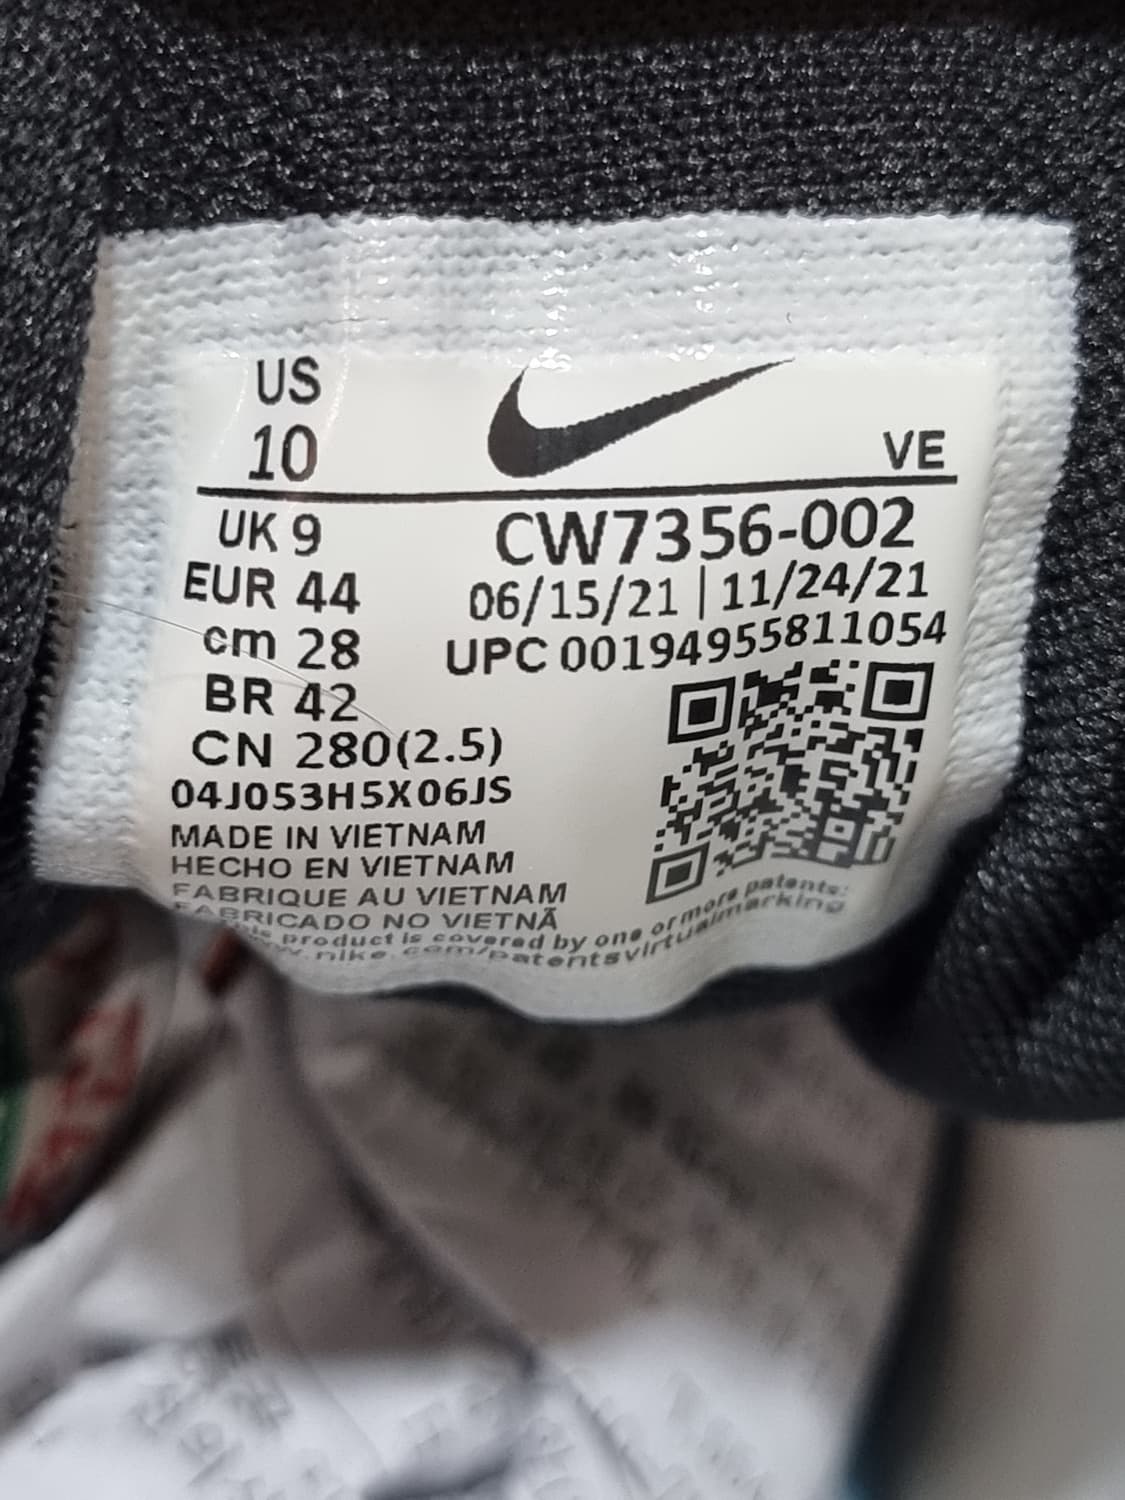 US
10
VE
UK 9
EUR 44
cm 28
BR 42
CN 280(2.5)
CW7356-002
06/15/21 | 11/24/21
UPC 00194955811054
04J053H5X06JS
MADE IN VIETNAM
HECHO EN VIETNAM
FABRIQUE AU VIETNAM
FABRICADO NO VIETNÃ
product is covered by one or more patents:
.nike.com/patentsvirtualmarking